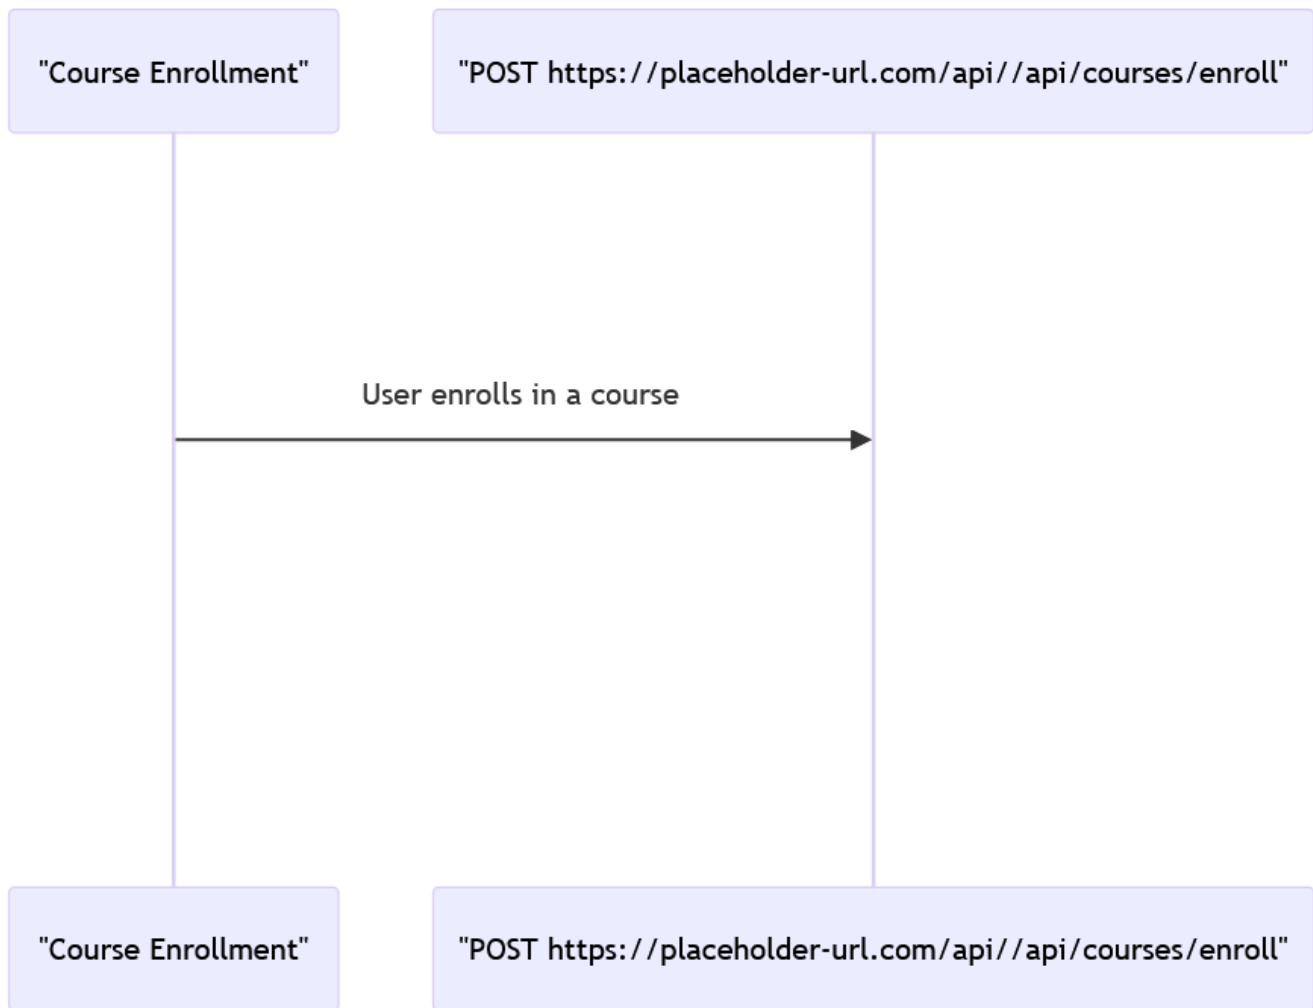 "Course Enrollment"
"POST https://placeholder-url.com/api//api/courses/enroll"
User enrolls in a course
"Course Enrollment"
"POST https://placeholder-url.com/api//api/courses/enroll"